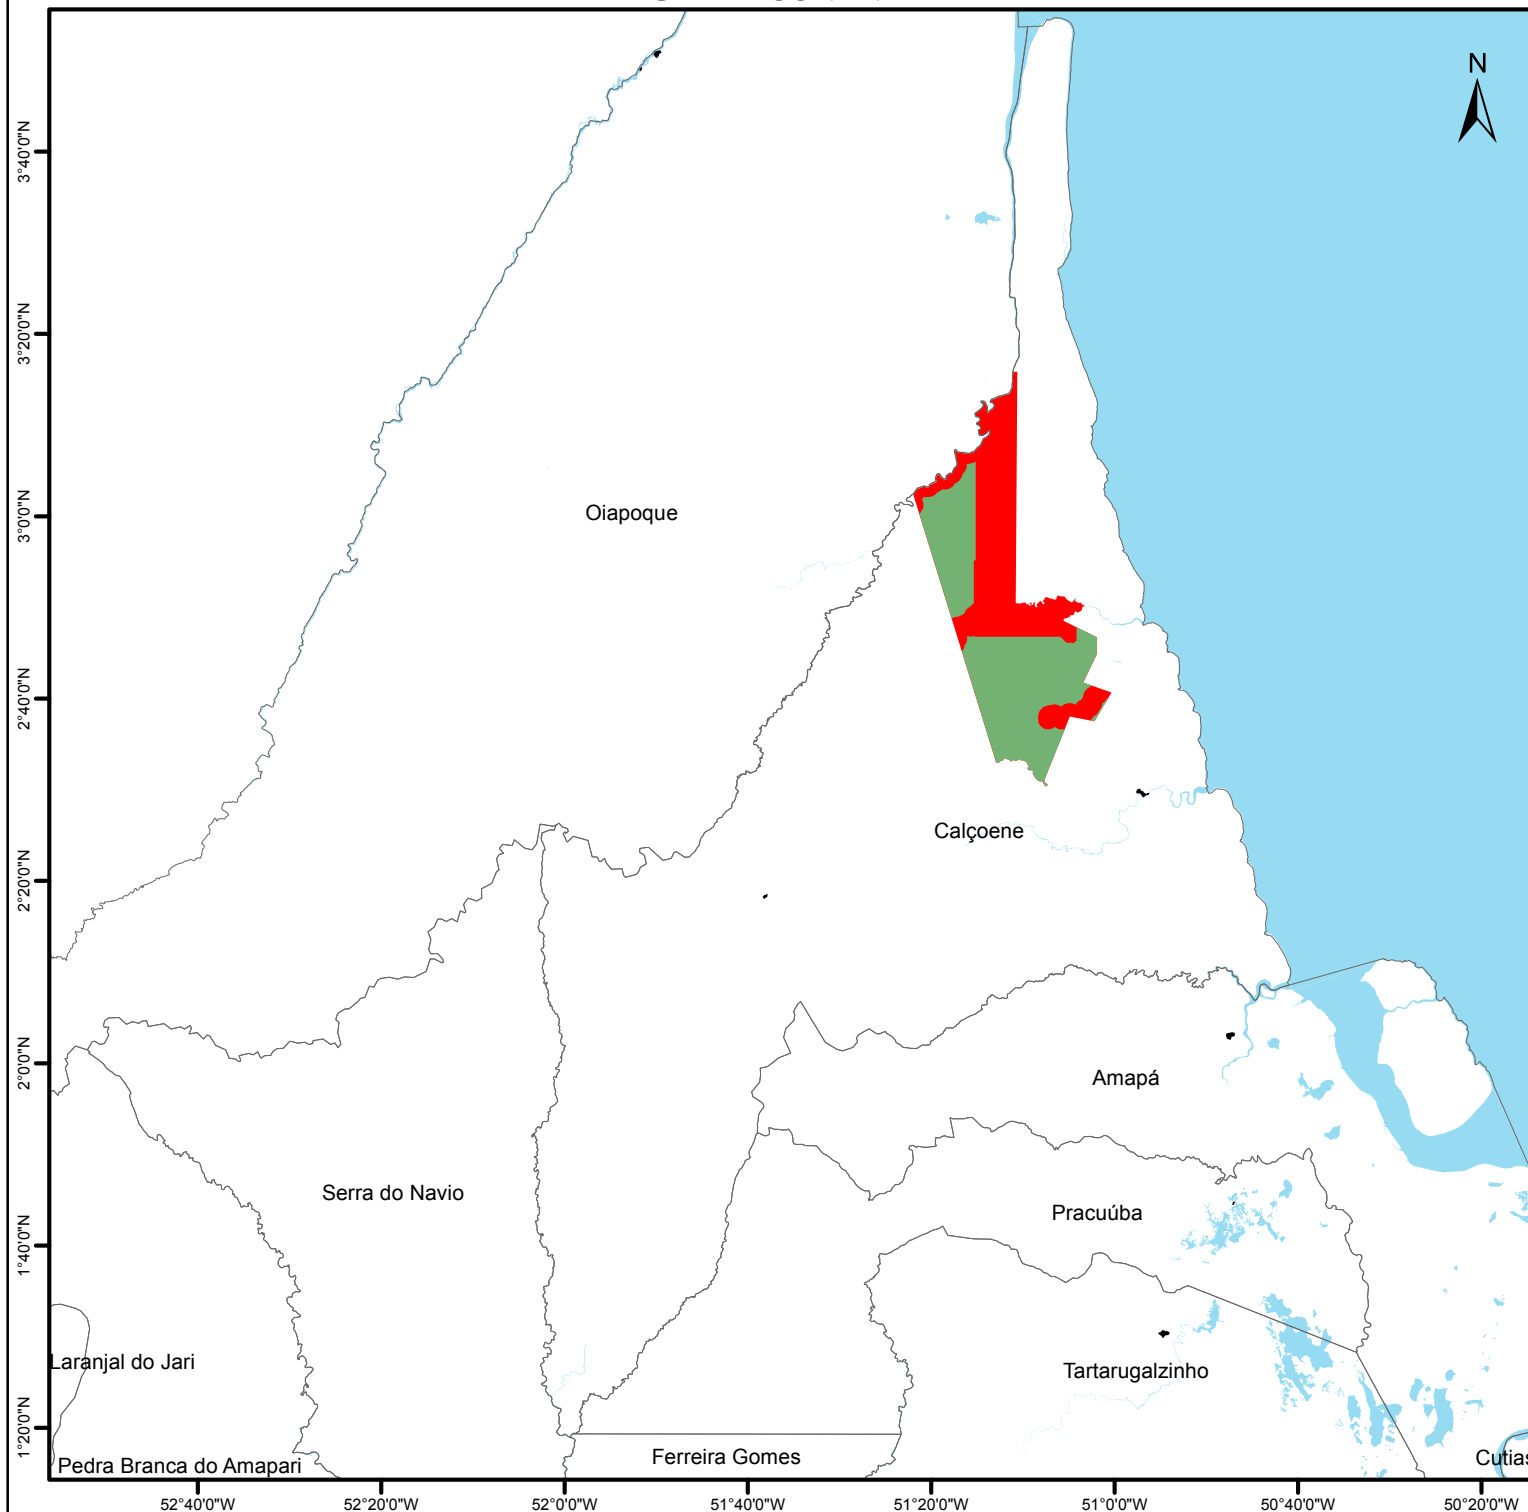 N
3°40'0"N
3°20'0"N
3°0'0"N
2°40'0"N
2°20'0"N
2°0'0"N
1°40'0"N
1°20'0"N
Oiapoque
Calçoene
Amapá
Serra do Navio
Pracuúba
Laranjal do Jari
Tartarugalzinho
Ferreira Gomes
Pedra Branca do Amapari
Cutias
52°40'0"W
52°20'0"W
52°0'0"W
51°40'0"W
51°20'0"W
51°0'0"W
50°40'0"W
50°20'0"W